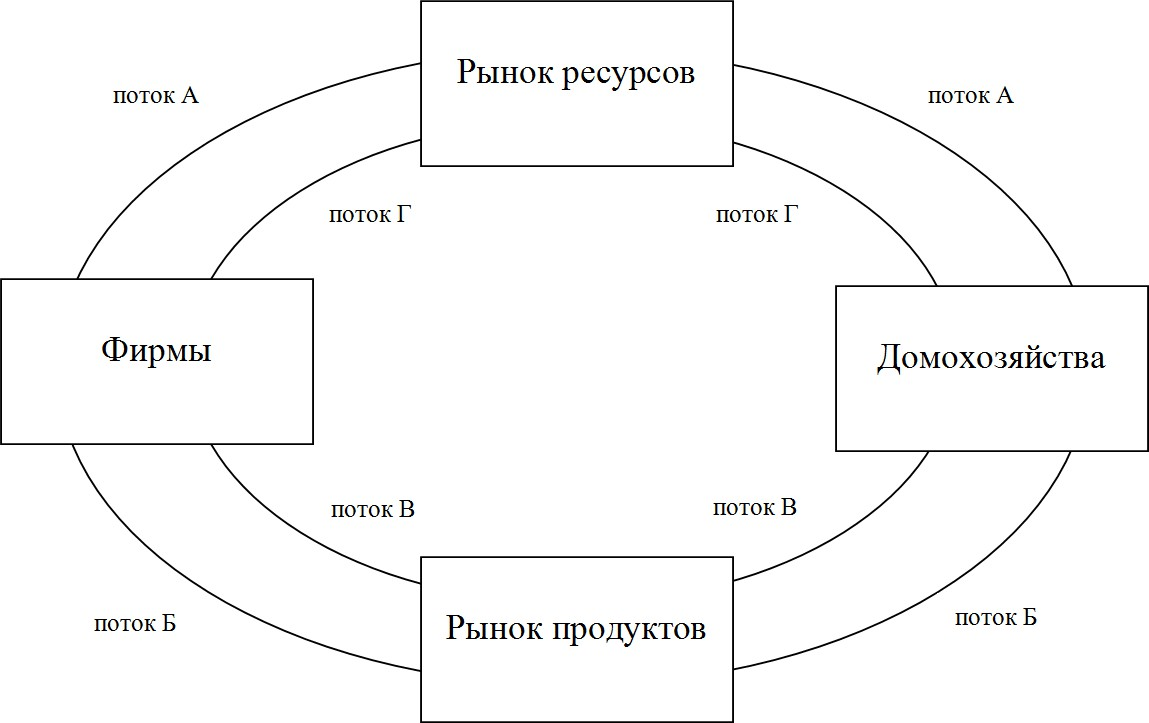 Рынок ресурсов
поток А
поток А
поток Г
поток Г
Фирмы
Домохозяйства
поток В
поток В
поток Б
поток Б
Рынок продуктов